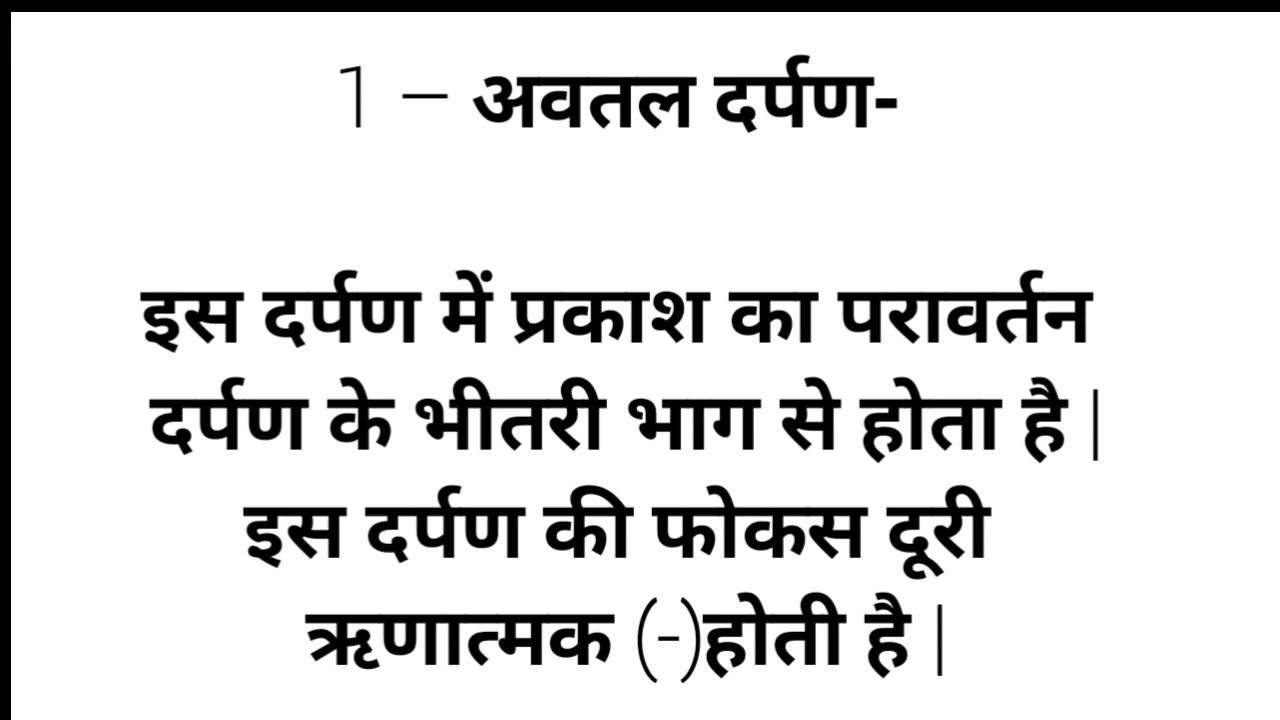 1 – अवतल दर्पण-
इस दर्पण में प्रकाश का परावर्तन
दर्पण के भीतरी भाग से होता है |
इस दर्पण की फोकस दूरी
ऋणात्मक (-)होती है |